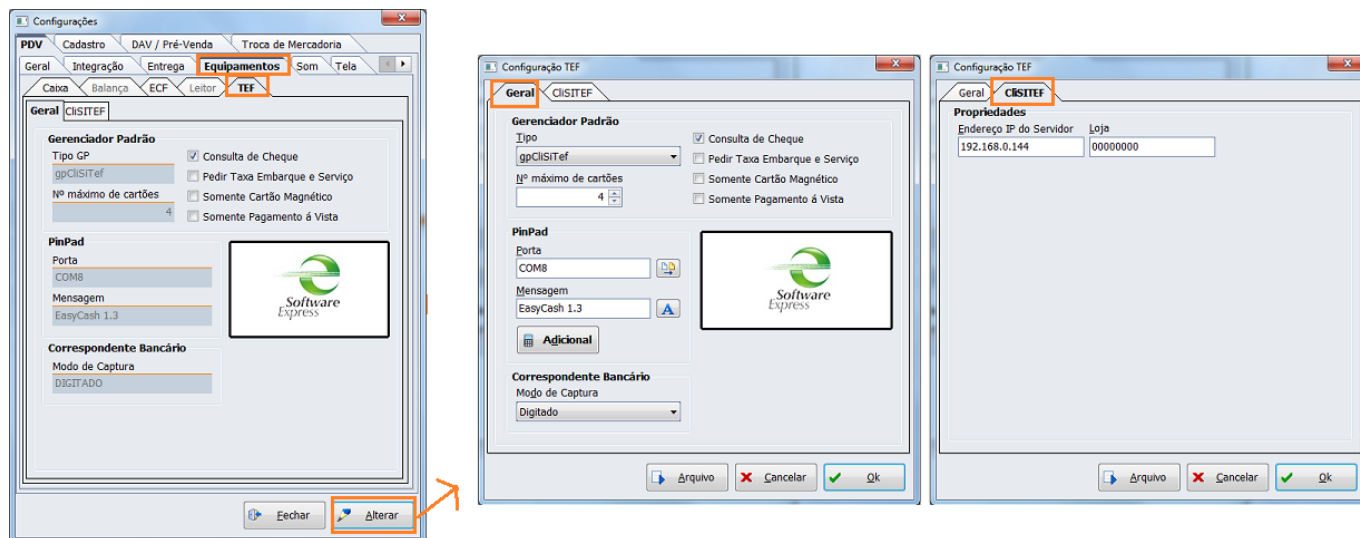 Configurações
PDV Cadastro DAV / Pré-Venda Troca de Mercadoria
Geral Integração Entrega Equipamentos Som Tela
Caixa Balança ECF Leitor TEF
Geral CliSITEF
Gerenciador Padrão
Tipo GP
gpCliSiTef
Nº máximo de cartões
4
Consulta de Cheque
Pedir Taxa Embarque e Serviço
Somente Cartão Magnético
Somente Pagamento á Vista
PinPad
Porta
COM8
Mensagem
EasyCash 1.3
Software
Express
Correspondente Bancário
Modo de Captura
DIGITADO
Fechar Alterar
Configuração TEF
Geral CliSITEF
Gerenciador Padrão
Tipo
gpCliSiTef
Nº máximo de cartões
4
Consulta de Cheque
Pedir Taxa Embarque e Serviço
Somente Cartão Magnético
Somente Pagamento á Vista
PinPad
Porta
COM8
Mensagem
EasyCash 1.3
A
Adicional
Software
Express
Correspondente Bancário
Modo de Captura
Digitado
Arquivo Cancelar Ok
Configuração TEF
Geral CliSITEF
Propriedades
Endereço IP do Servidor Loja
192.168.0.144 00000000
Arquivo Cancelar Ok